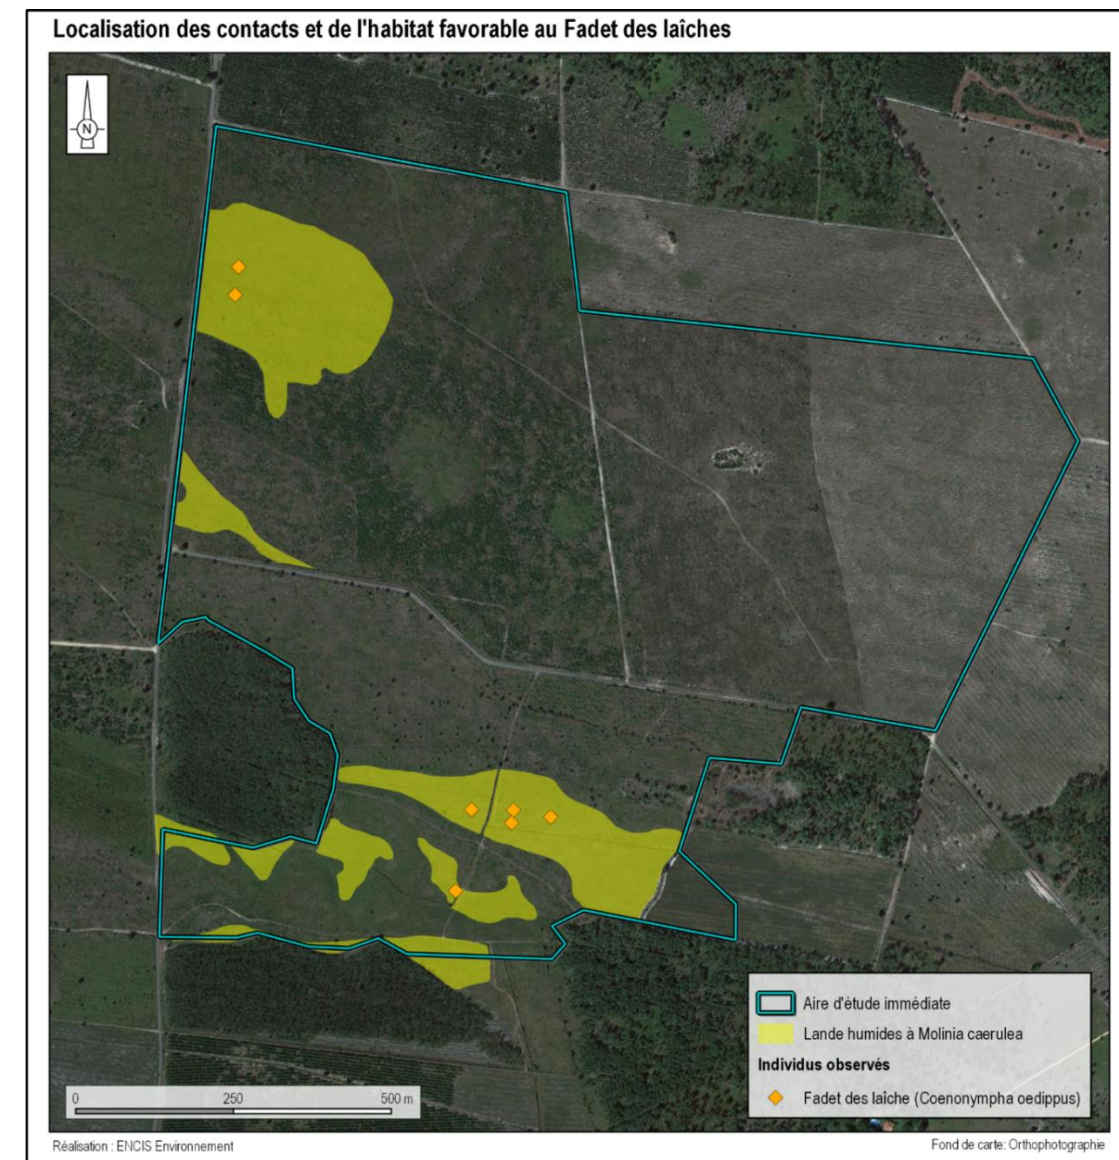 Localisation des contacts et de l'habitat favorable au Fadet des laîches
N
Aire d'étude immédiate
Lande humides à Molinia caerulea
Individus observés
Fadet des laîche (Coenonympha oedippus)
0 250 500 m
Réalisation : ENCIS Environnement
Fond de carte: Orthophotographie